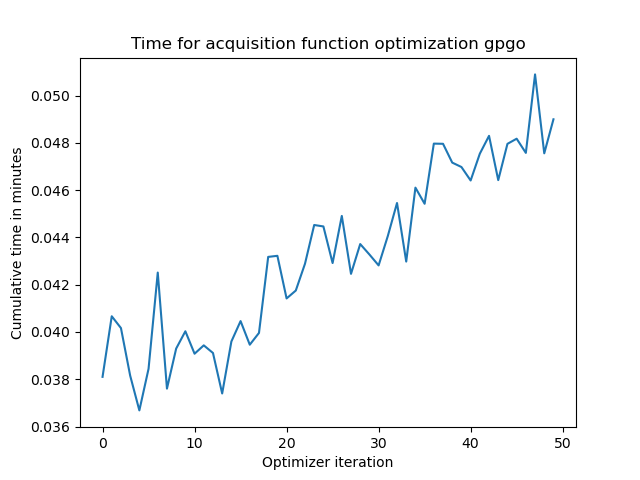 Time for acquisition function optimization gpgo
Cumulative time in minutes
0.050
0.048
0.046
0.044
0.042
0.040
0.038
0.036
0 10 20 30 40 50
Optimizer iteration